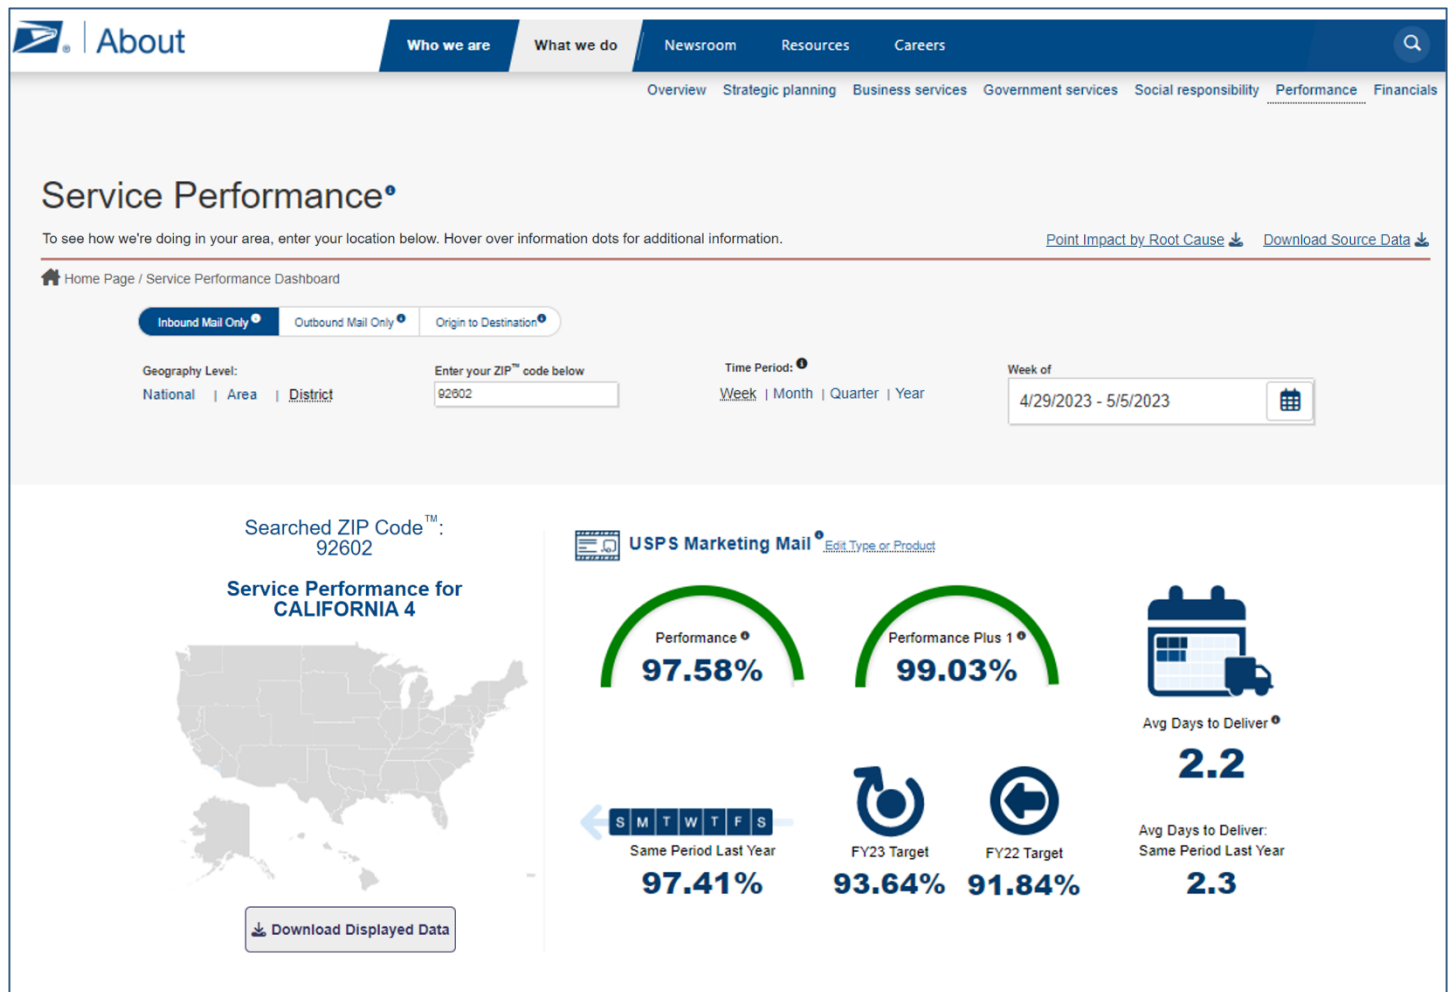 About
Who we are
What we do
Newsroom
Resources
Careers
Overview
Strategic planning
Business services
Government services
Social responsibility
Performance
Financials
Service Performance
To see how we're doing in your area, enter your location below. Hover over information dots for additional information.
Point Impact by Root Cause
Download Source Data
Home Page / Service Performance Dashboard
Inbound Mail Only
Outbound Mail Only
Origin to Destination
Geography Level:
National | Area | District
Enter your ZIP™ code below
92602
Time Period:
Week | Month | Quarter | Year
Week of
4/29/2023 - 5/5/2023
Searched ZIP Code™:
92602
Service Performance for
CALIFORNIA 4
Download Displayed Data
USPS Marketing Mail
Edit Type or Product
Performance
97.58%
Performance Plus 1
99.03%
Avg Days to Deliver
2.2
S M T W T F S
Same Period Last Year
97.41%
FY23 Target
93.64%
FY22 Target
91.84%
Avg Days to Deliver:
Same Period Last Year
2.3